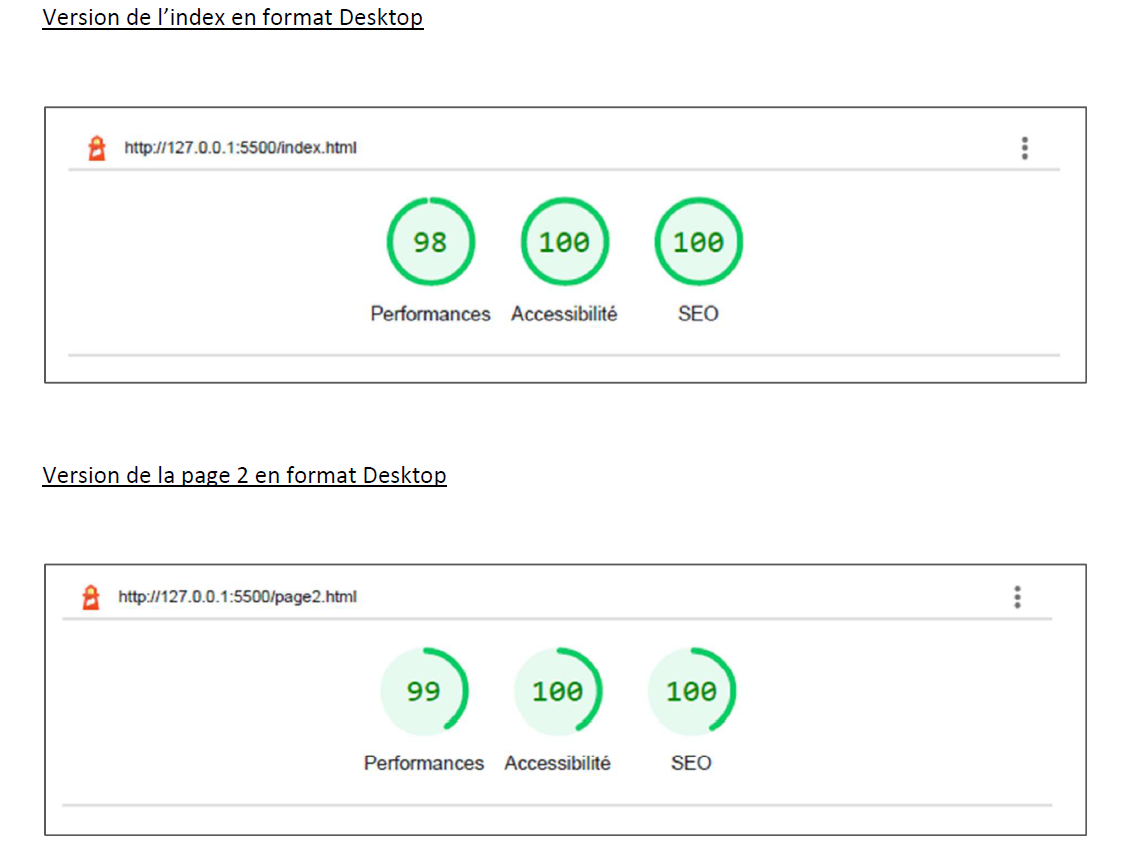 Version de l’index en format Desktop
http://127.0.0.1:5500/index.html
98 100 100
Performances Accessibilité SEO
Version de la page 2 en format Desktop
http://127.0.0.1:5500/page2.html
99 100 100
Performances Accessibilité SEO